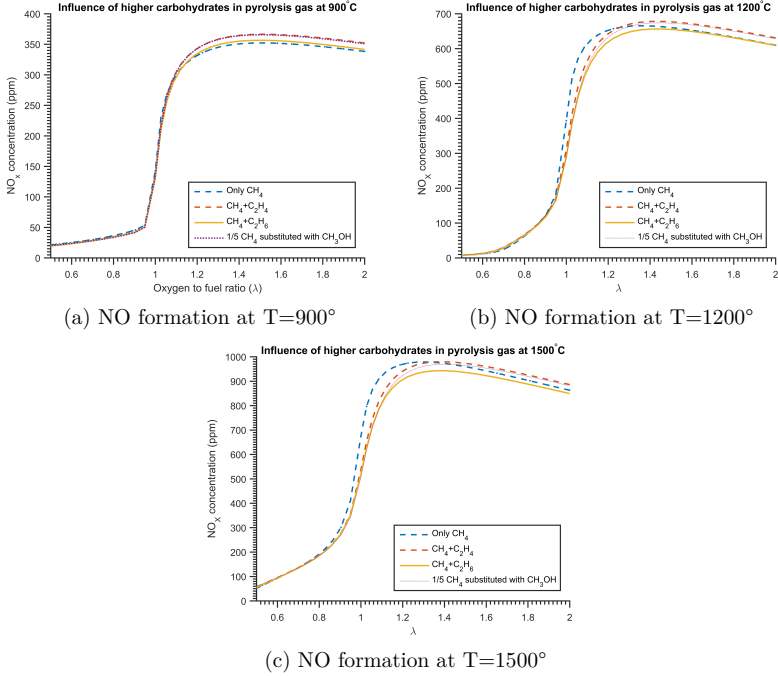 Influence of higher carbohydrates in pyrolysis gas at 900°C
400
350
300
250
200
150
100
50
0
NOx concentration (ppm)
0.6 0.8 1 1.2 1.4 1.6 1.8 2
Oxygen to fuel ratio (λ)
Only CH4
CH4+C2H4
CH4+C2H6
1/5 CH4 substituted with CH3OH
(a) NO formation at T=900°
Influence of higher carbohydrates in pyrolysis gas at 1200°C
700
600
500
400
300
200
100
0
NOX concentration (ppm)
0.6 0.8 1 1.2 1.4 1.6 1.8 2
λ
Only CH4
CH4+C2H4
CH4+C2H6
1/5 CH4 substituted with CH3OH
(b) NO formation at T=1200°
Influence of higher carbohydrates in pyrolysis gas at 1500°C
1000
900
800
700
600
500
400
300
200
100
0
NOX concentration (ppm)
0.6 0.8 1 1.2 1.4 1.6 1.8 2
λ
Only CH4
CH4+C2H4
CH4+C2H6
1/5 CH4 substituted with CH3OH
(c) NO formation at T=1500°